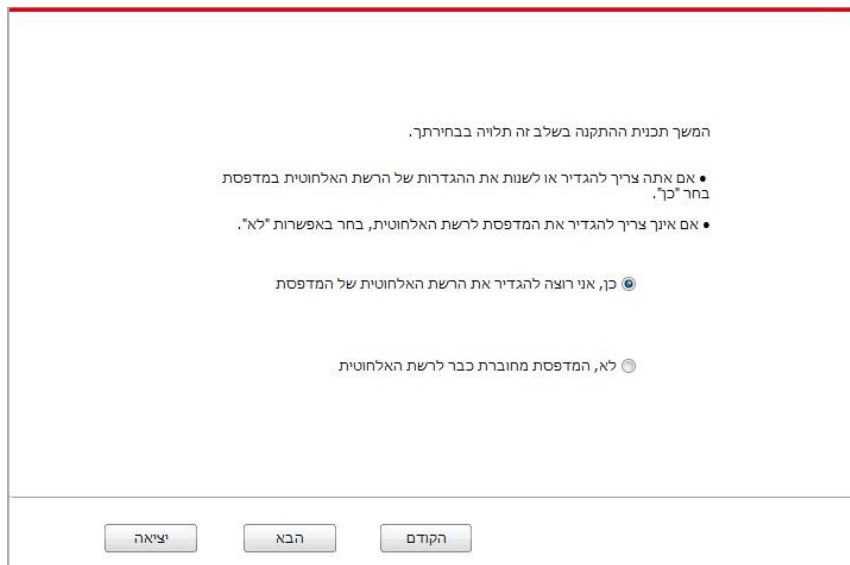 המשך תכנית ההתקנה בשלב זה תלויה בבחירתך.
• אם אתה צריך להגדיר או לשנות את ההגדרות של הרשת האלחוטית במדפסת
בחר "כן".
• אם אינך צריך להגדיר את המדפסת לרשת האלחוטית, בחר באפשרות "לא".
כן, אני רוצה להגדיר את הרשת האלחוטית של המדפסת
לא, המדפסת מחוברת כבר לרשת האלחוטית
הקודם הבא יציאה